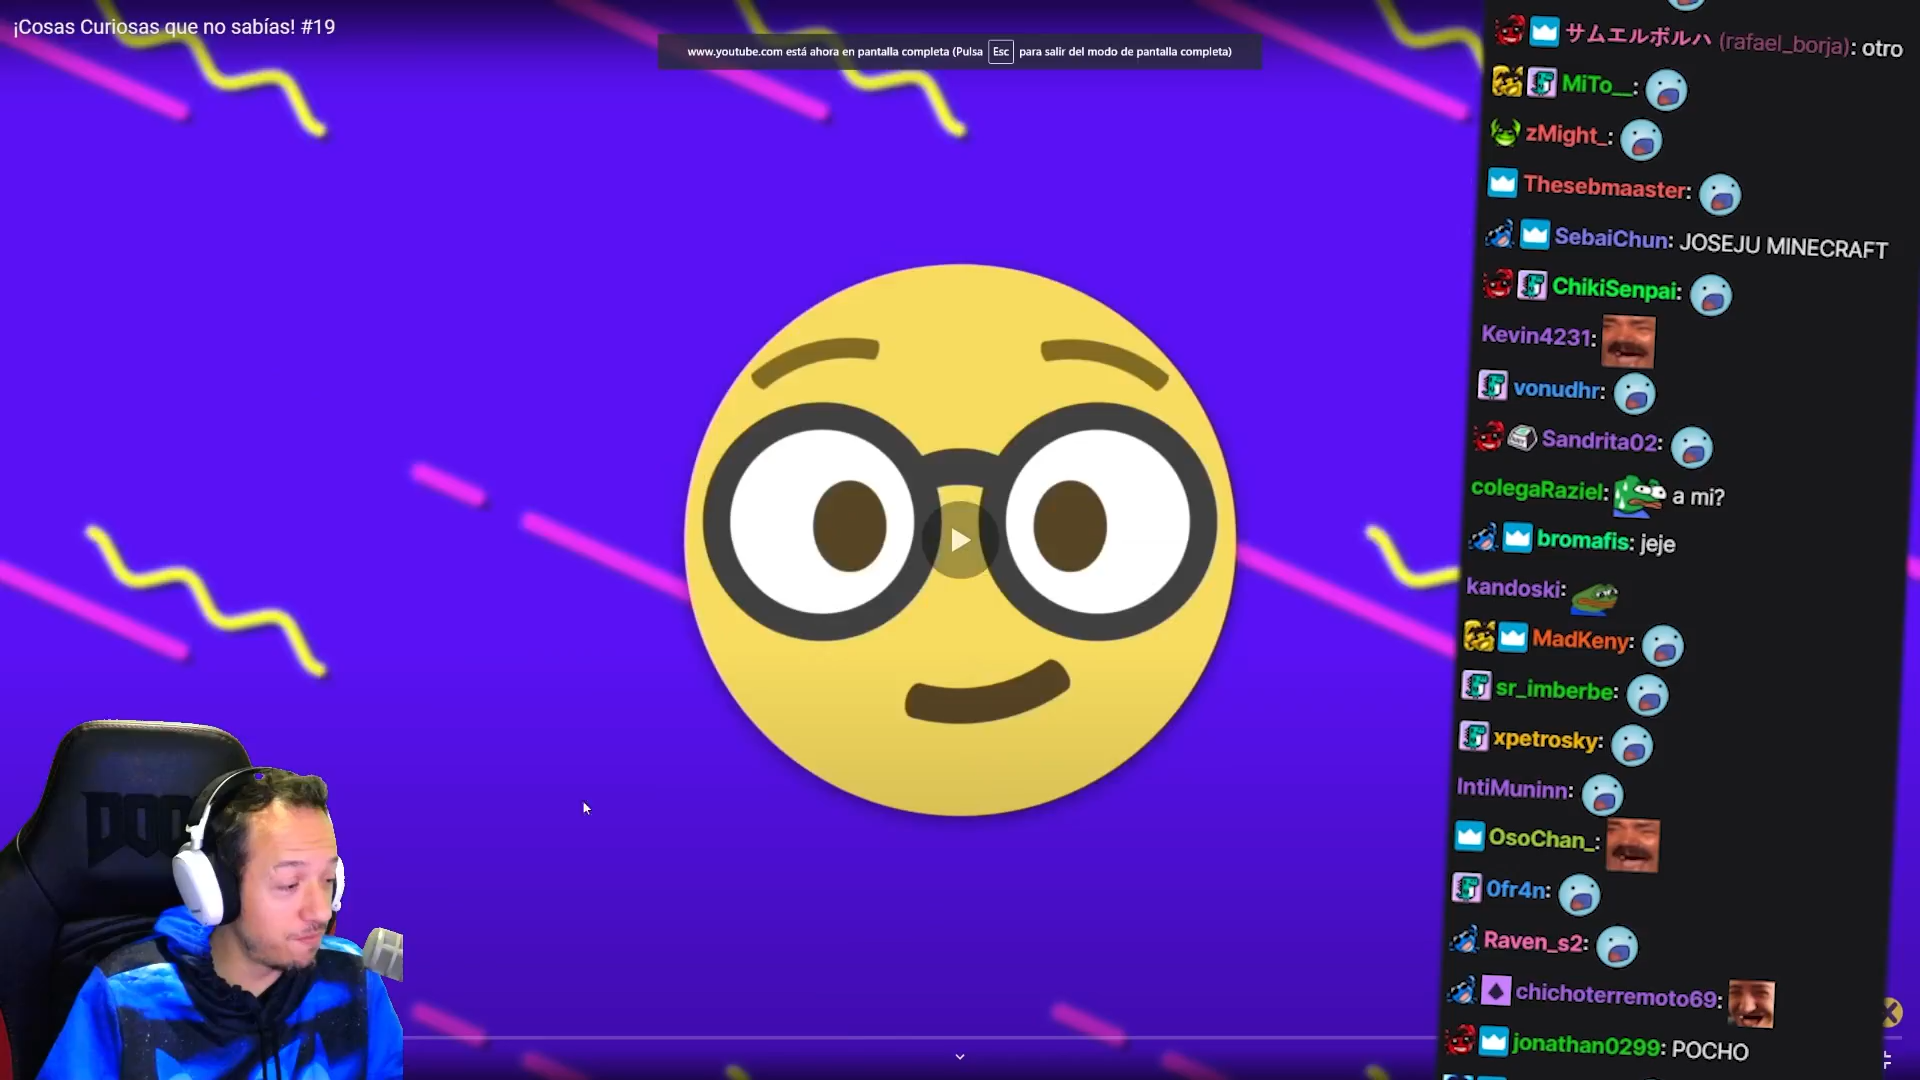 ¡Cosas Curiosas que no sabías! #19
www.youtube.com está ahora en pantalla completa (Pulsa Esc para salir del modo de pantalla completa)
サムエルボルハ (rafael_borja): otro
MiTo__:
zMight_:
Thesebmaaster:
SebaiChun: JOSEJU MINECRAFT
ChikiSenpai:
Kevin4231:
vonudhr:
Sandrita02:
colegaRaziel: a mi?
bromafis: jeje
kandoski:
MadKeny:
sr_imberbe:
xpetrosky:
IntiMuninn:
OsoChan_:
0fr4n:
Raven_s2:
chichoterremoto69:
jonathan0299: POCHO